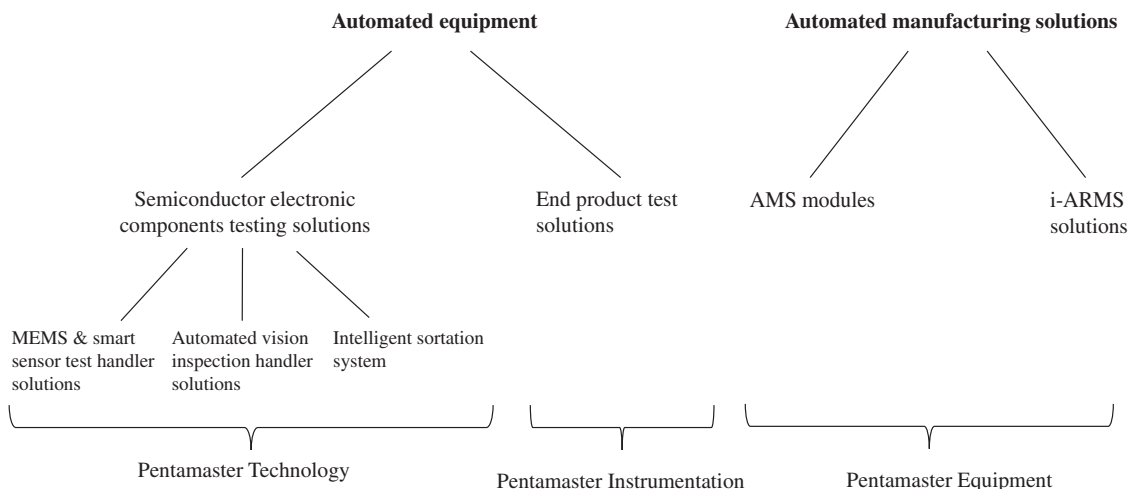 Automated equipment
Automated manufacturing solutions
Semiconductor electronic
components testing solutions
End product test
solutions
AMS modules
i-ARMS
solutions
MEMS & smart
sensor test handler
solutions
Automated vision
inspection handler
solutions
Intelligent sortation
system
Pentamaster Technology
Pentamaster Instrumentation
Pentamaster Equipment